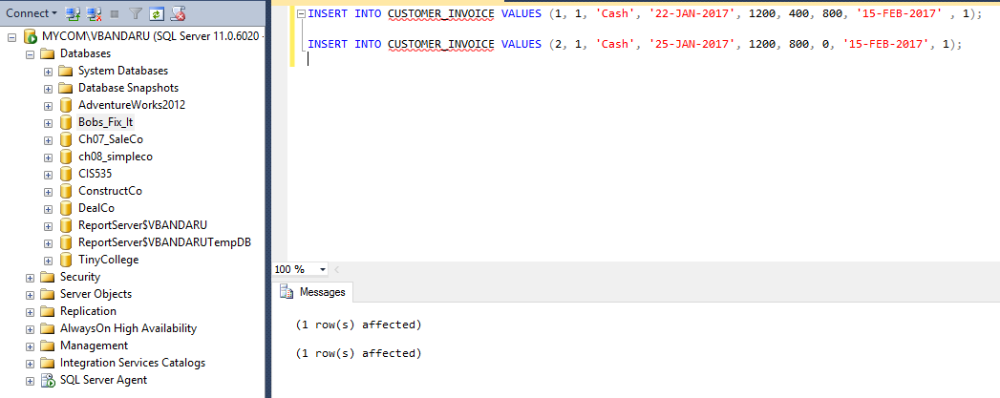 Connect
MYCOM\VBANDARU (SQL Server 11.0.6020 -
Databases
System Databases
Database Snapshots
AdventureWorks2012
Bobs_Fix_It
Ch07_SaleCo
ch08_simpleco
CIS535
ConstructCo
DealCo
ReportServer$VBANDARU
ReportServer$VBANDARUTempDB
TinyCollege
Security
Server Objects
Replication
AlwaysOn High Availability
Management
Integration Services Catalogs
SQL Server Agent
INSERT INTO CUSTOMER_INVOICE VALUES (1, 1, 'Cash', '22-JAN-2017', 1200, 400, 800, '15-FEB-2017' , 1);
INSERT INTO CUSTOMER_INVOICE VALUES (2, 1, 'Cash', '25-JAN-2017', 1200, 800, 0, '15-FEB-2017', 1);
100 %
Messages
(1 row(s) affected)
(1 row(s) affected)